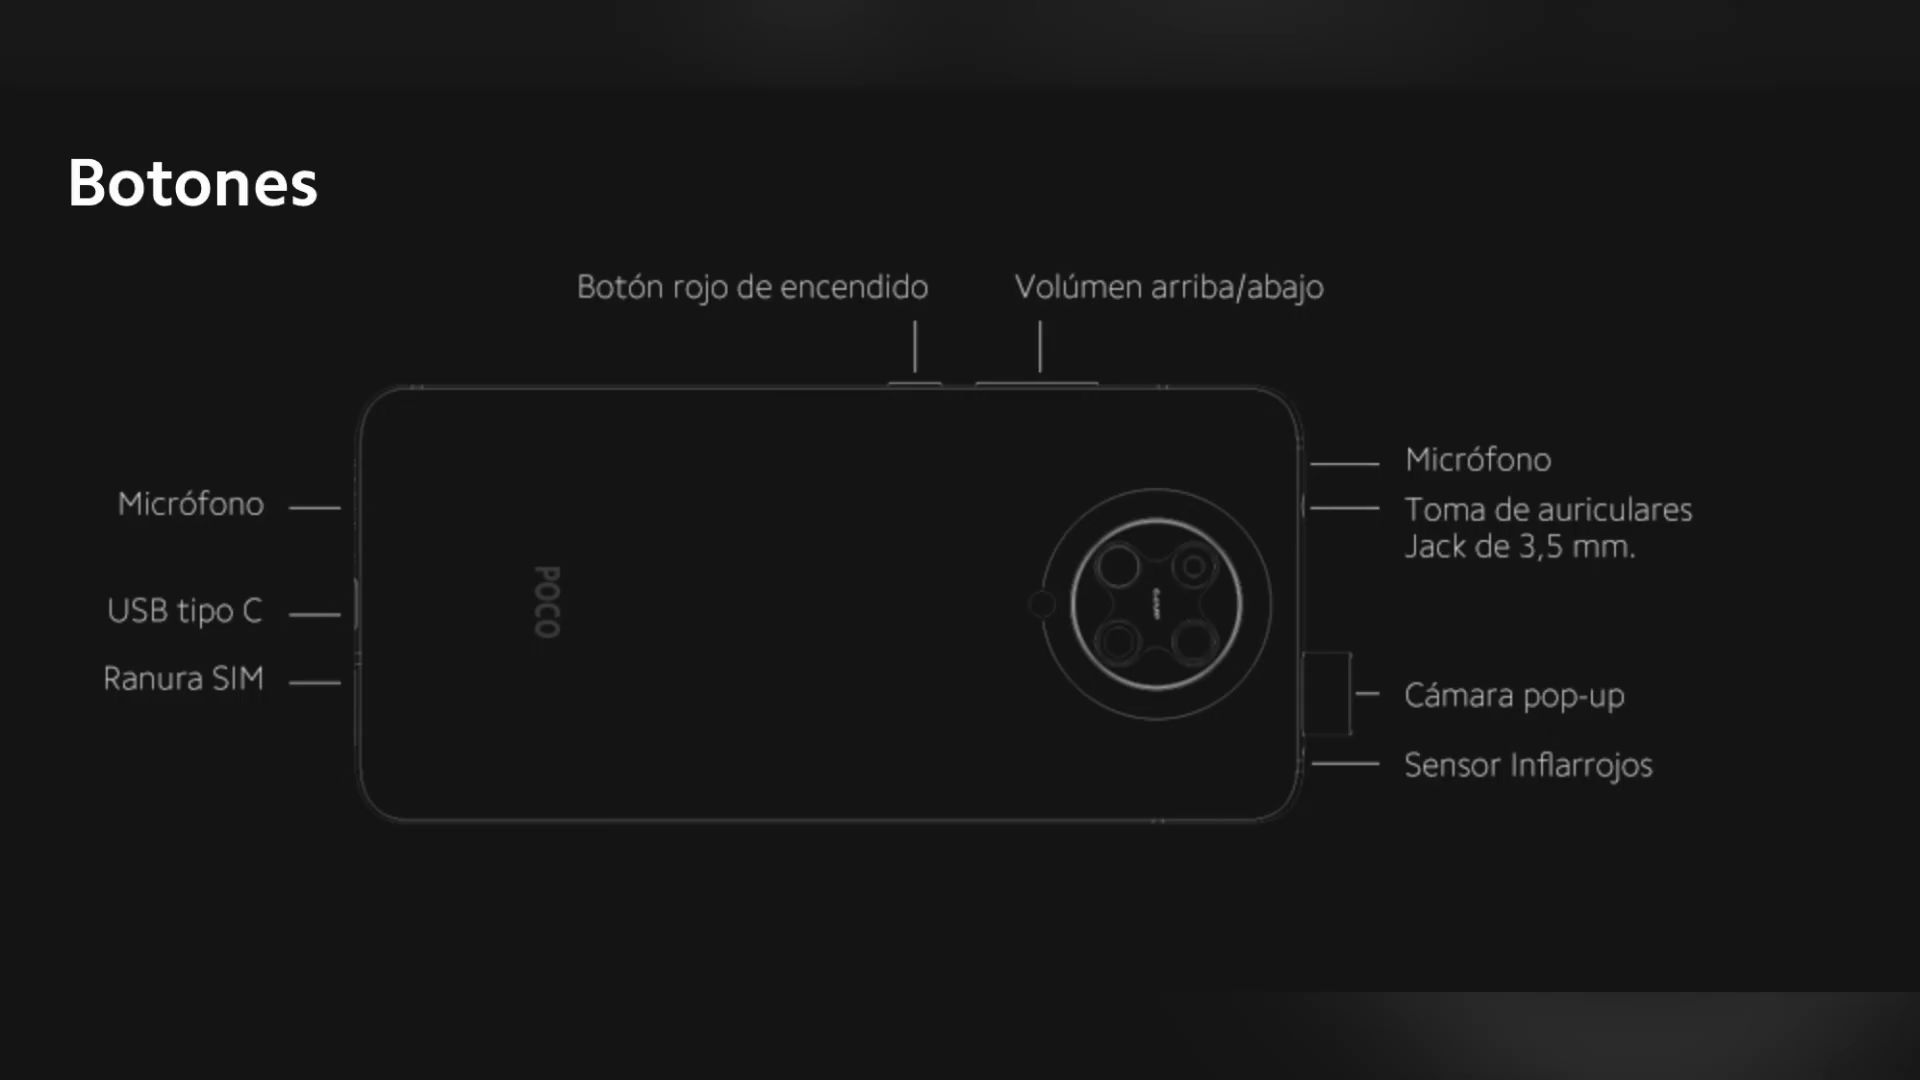 Botones
Botón rojo de encendido
Volúmen arriba/abajo
Micrófono
USB tipo C
Ranura SIM
POCO
Micrófono
Toma de auriculares
Jack de 3,5 mm.
Cámara pop-up
Sensor Inflarrojos